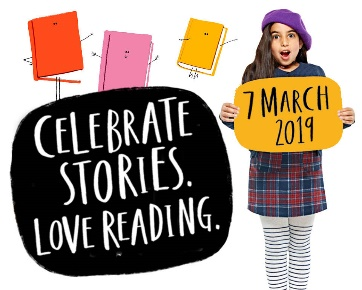 CELEBRATE
STORIES.
LOVE READING.
7 MARCH
2019